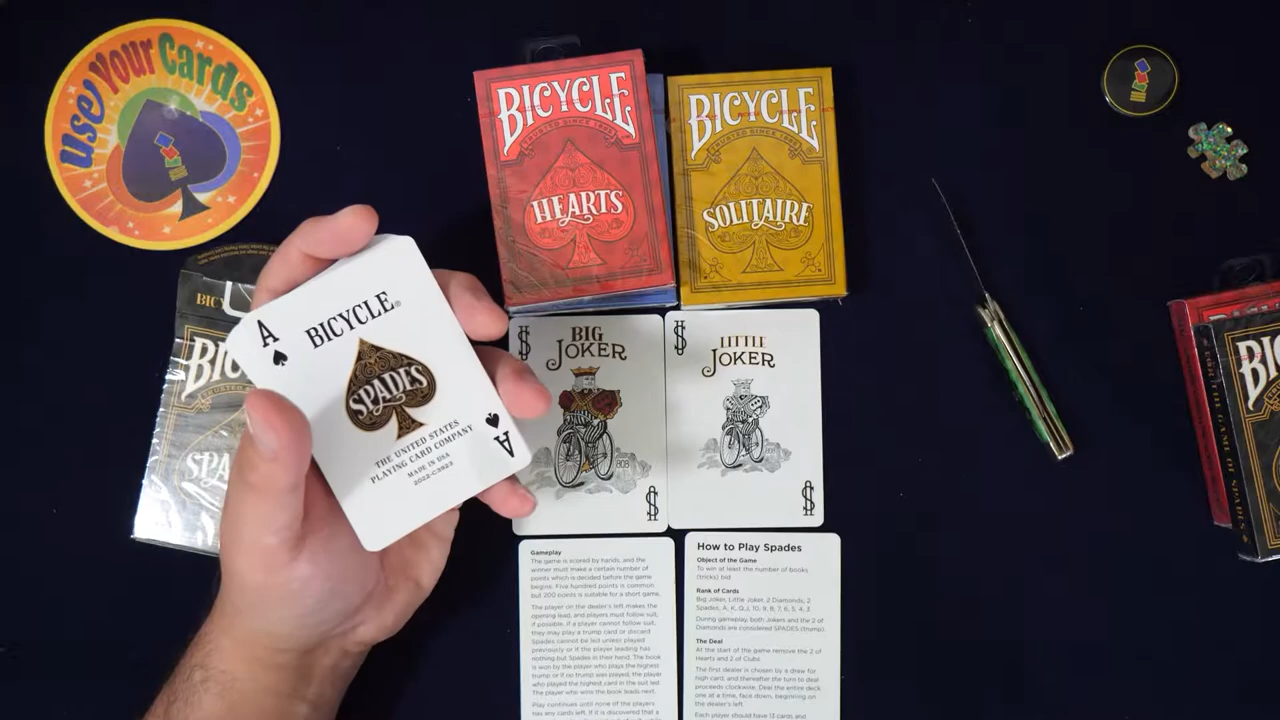 Use Your Cards
BICYCLE
TRUSTED SINCE 1885
HEARTS
BICYCLE
TRUSTED SINCE 1885
SOLITAIRE
A
BICYCLE®
SPADES
THE UNITED STATES
PLAYING CARD COMPANY
MADE IN USA
A
BIG
JOKER
808
LITTLE
JOKER
Gameplay
The game is scored by hands, and the
winner must make a certain number of
points which is decided before the game
begins. Five hundred points is common,
but 200 points is suitable for a short game.
The player on the dealer's left makes the
opening lead, and players must follow suit,
if possible. If a player cannot follow suit,
they may play a trump card or discard
Spades cannot be led unless played
previously or if the player leading has
nothing but Spades in their hand. The book
is won by the player who plays the highest
trump or if no trump was played, the player
who played the highest card in the suit led.
The player who wins the book leads next.
Play continues until none of the players
has any cards left. If it is discovered that a
How to Play Spades
Object of the Game
To win at least the number of books
(tricks) bid
Rank of Cards
Big Joker, Little Joker, 2 Diamonds, 2
Spades, A, K, Q, J, 10, 9, 8, 7, 6, 5, 4, 3
During gameplay, both Jokers and the 2 of
Diamonds are considered SPADES (trump).
The Deal
At the start of the game remove the 2 of
Hearts and 2 of Clubs
The first dealer is chosen by a draw for
high card, and thereafter the turn to deal
proceeds clockwise. Deal the entire deck
one at a time, face down, beginning on
the dealer's left.
Each player should have 13 cards and